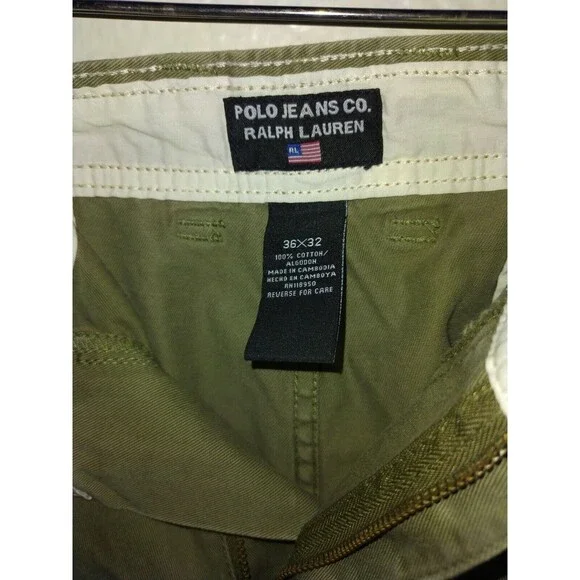 POLO JEANS CO.
RALPH LAUREN
RL
36X32
100% COTTON/
ALGODON
MADE IN CAMBODIA
HECHO EN CAMBOYA
RN118950
REVERSE FOR CARE